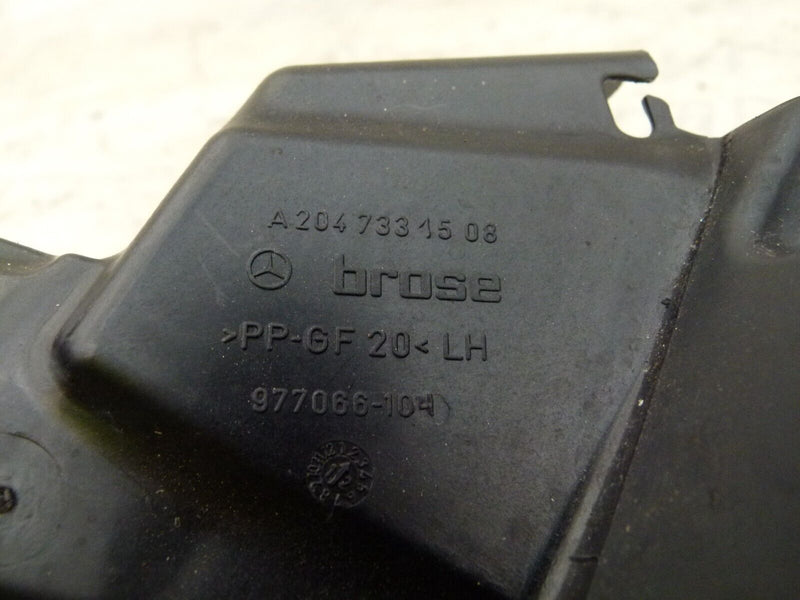 A 204 733 15 08
brose
>PP-GF 20< LH
977066-104